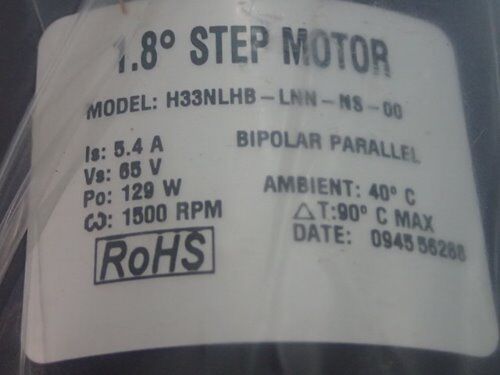 1.8° STEP MOTOR
MODEL: H33NLHB-LNN-NS-00
Is: 5.4 A
BIPOLAR PARALLEL
Vs: 65 V
Po: 129 W
AMBIENT: 40° C
ω: 1500 RPM
△T:90° C MAX
RoHS
DATE: 0945 56288